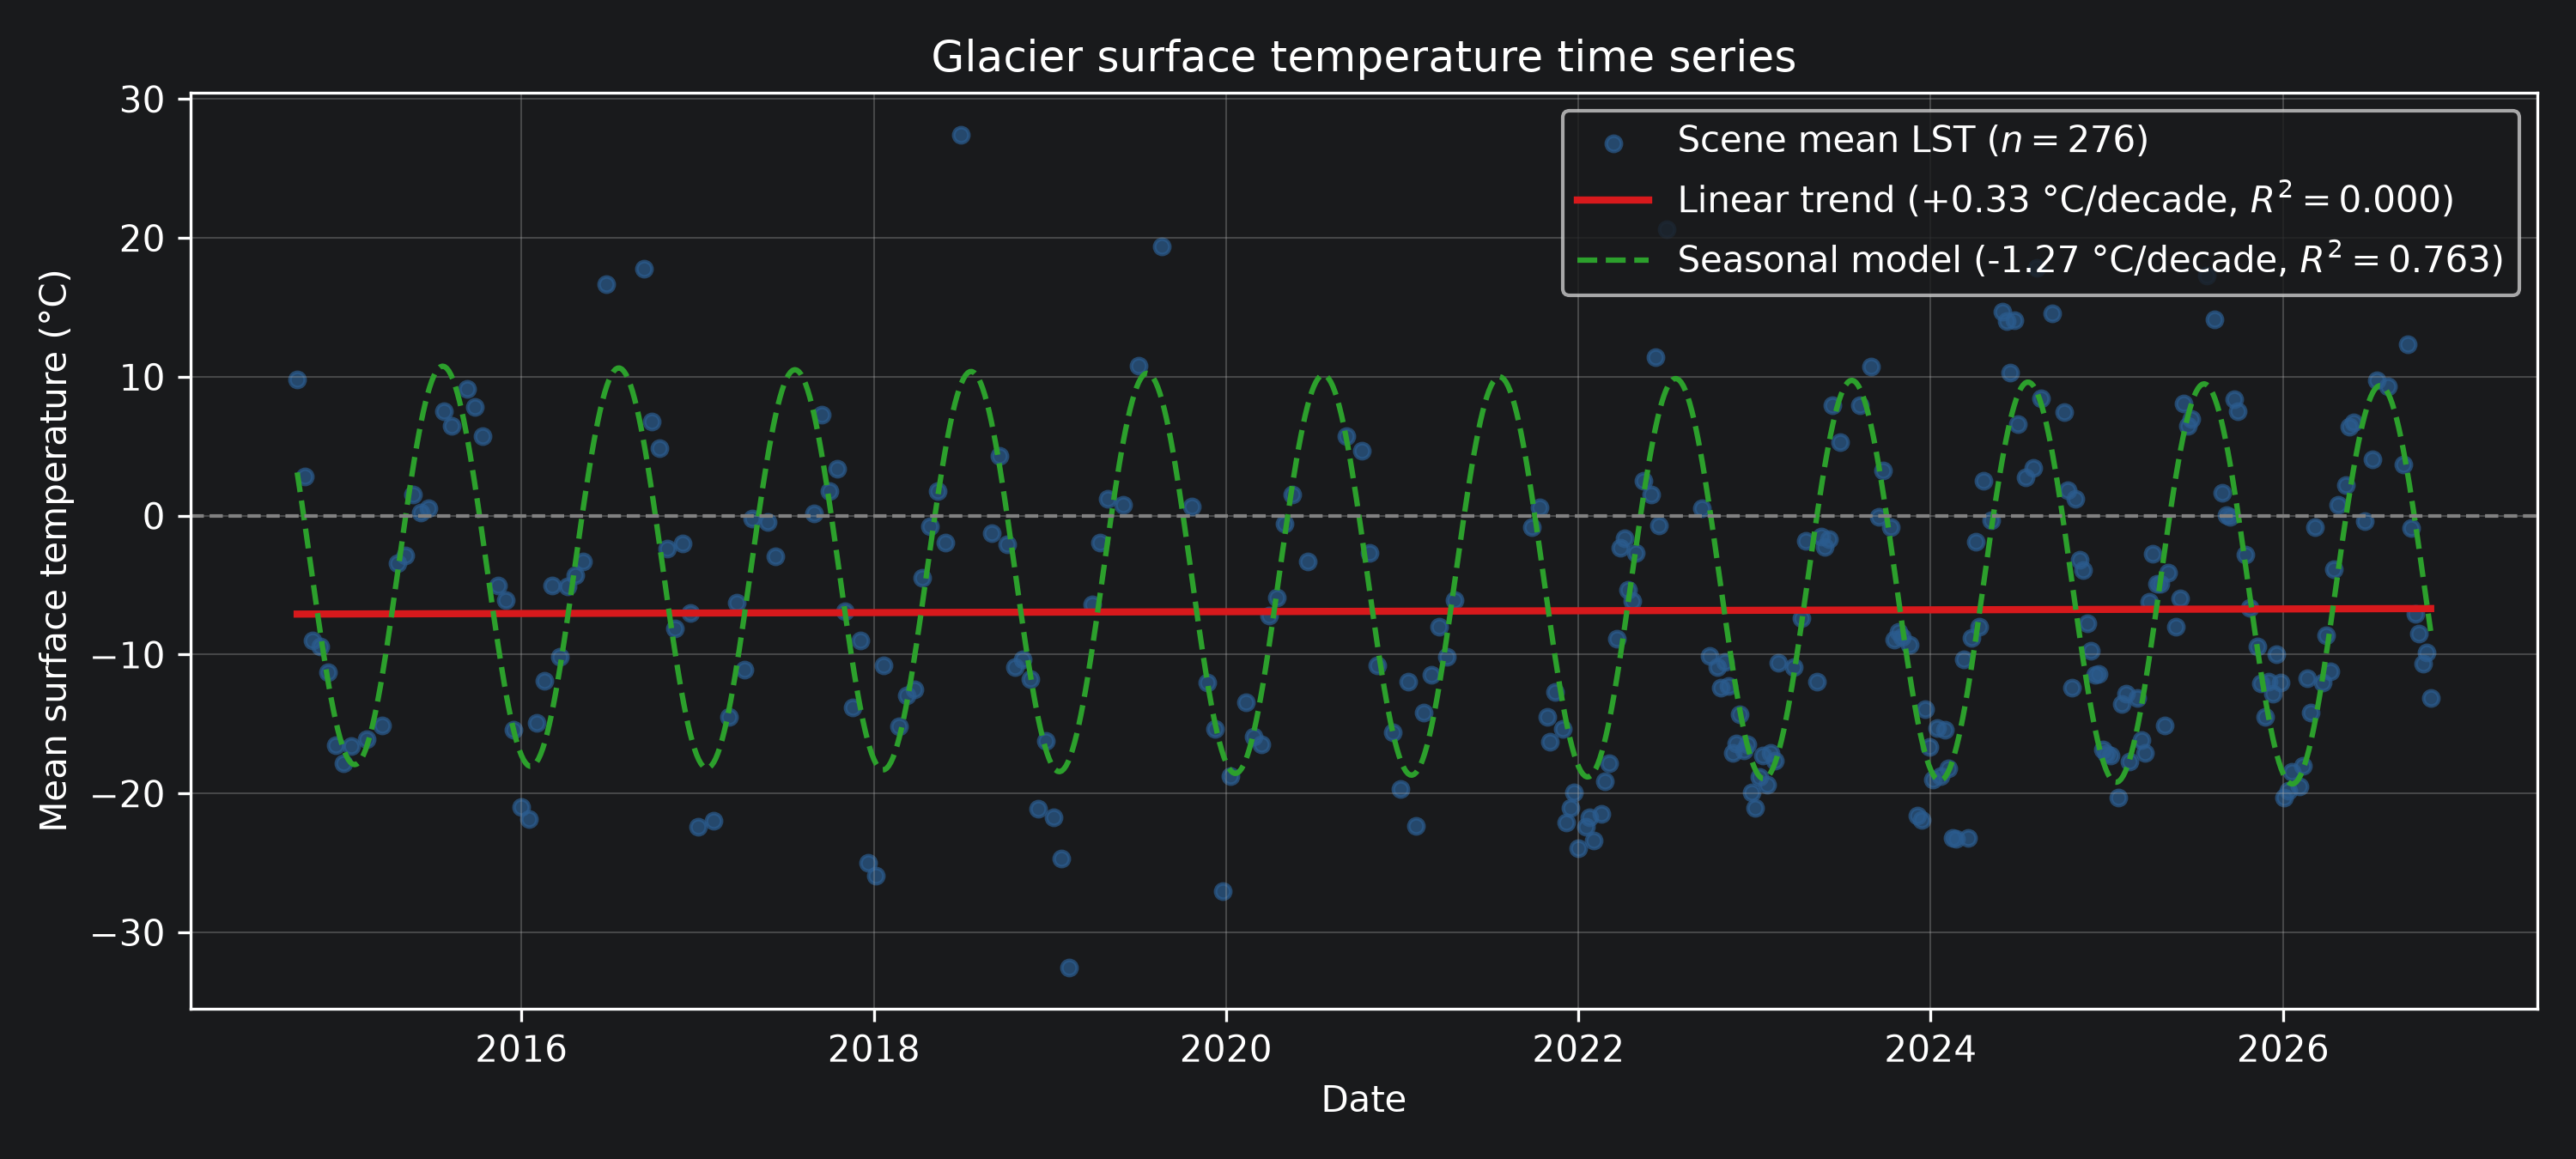 Glacier surface temperature time series
Scene mean LST (n = 276)
Linear trend (+0.33 °C/decade, R² = 0.000)
Seasonal model (-1.27 °C/decade, R² = 0.763)
Mean surface temperature (°C)
30
20
10
0
−10
−20
−30
2016
2018
2020
2022
2024
2026
Date